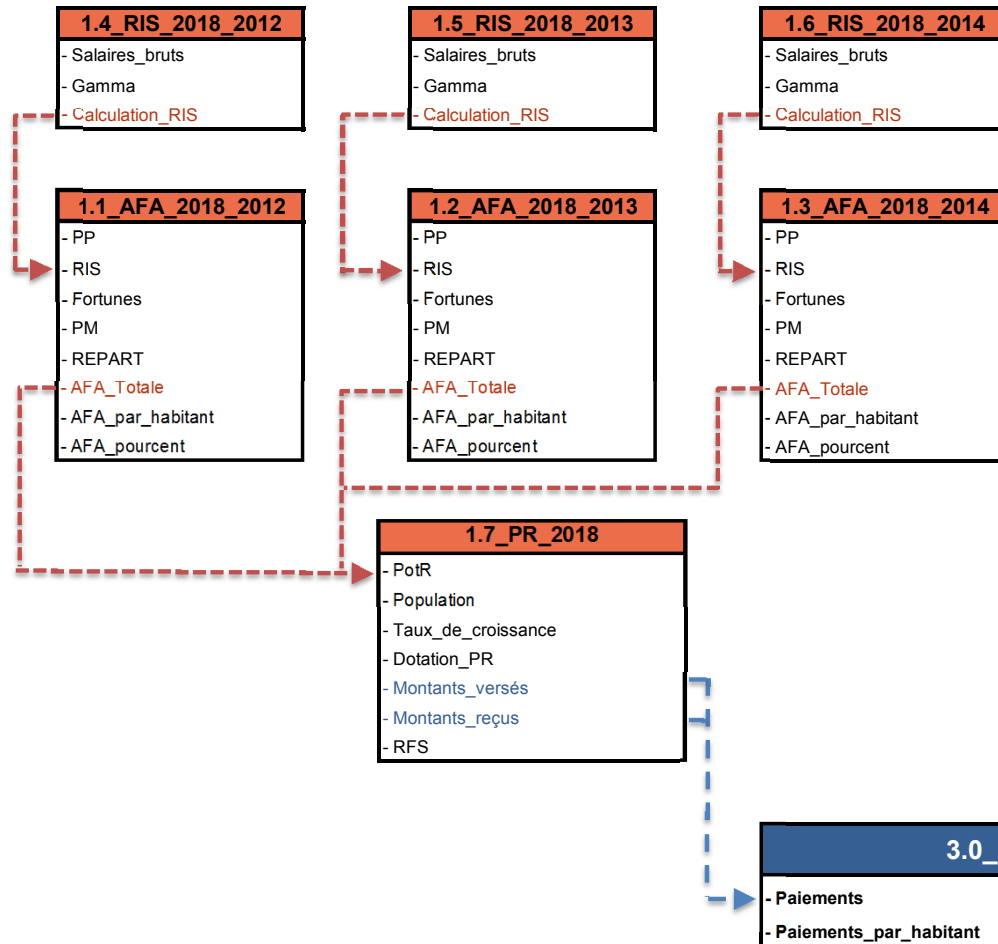 1.4_RIS_2018_2012
- Salaires_bruts
- Gamma
- Calculation_RIS
1.5_RIS_2018_2013
- Salaires_bruts
- Gamma
- Calculation_RIS
1.6_RIS_2018_2014
- Salaires_bruts
- Gamma
- Calculation_RIS
1.1_AFA_2018_2012
- PP
- RIS
- Fortunes
- PM
- REPART
- AFA_Totale
- AFA_par_habitant
- AFA_pourcent
1.2_AFA_2018_2013
- PP
- RIS
- Fortunes
- PM
- REPART
- AFA_Totale
- AFA_par_habitant
- AFA_pourcent
1.3_AFA_2018_2014
- PP
- RIS
- Fortunes
- PM
- REPART
- AFA_Totale
- AFA_par_habitant
- AFA_pourcent
1.7_PR_2018
- PotR
- Population
- Taux_de_croissance
- Dotation_PR
- Montants_versés
- Montants_reçus
- RFS
3.0_
- Paiements
- Paiements_par_habitant